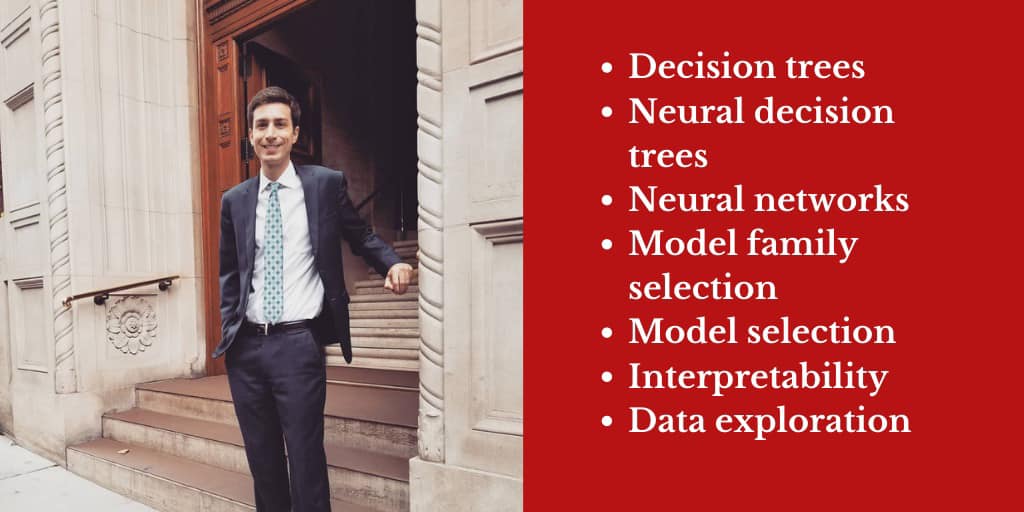 • Decision trees
• Neural decision
trees
• Neural networks
• Model family
selection
• Model selection
• Interpretability
• Data exploration